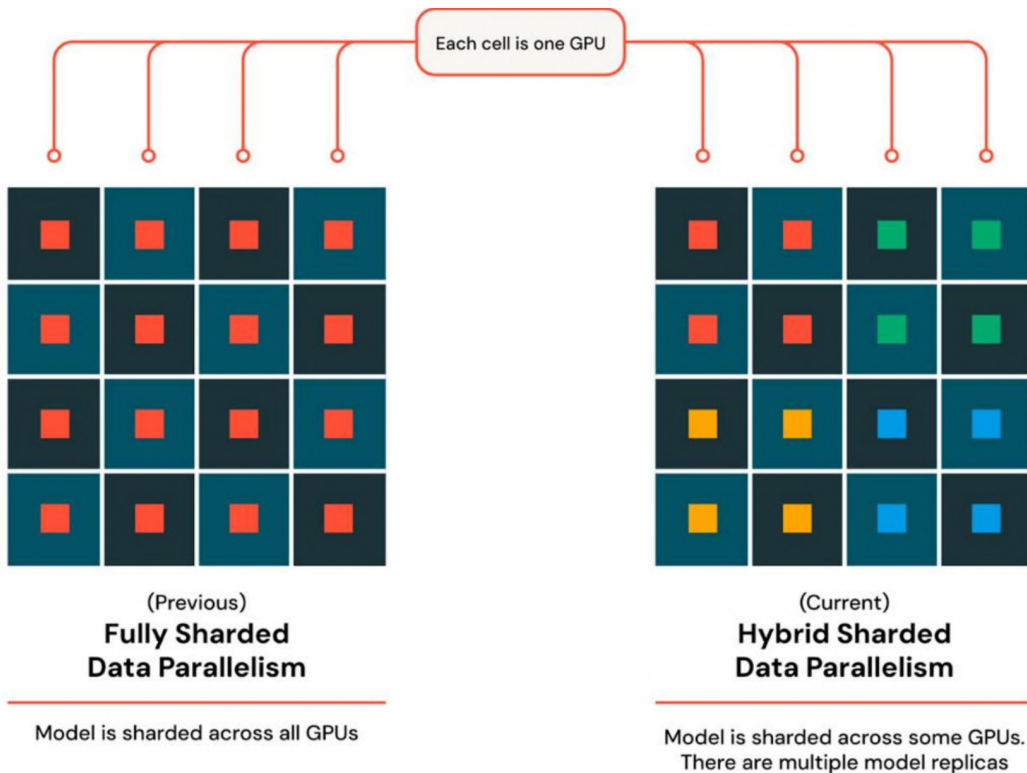 Each cell is one GPU
(Previous)
Fully Sharded
Data Parallelism
Model is sharded across all GPUs
(Current)
Hybrid Sharded
Data Parallelism
Model is sharded across some GPUs.
There are multiple model replicas